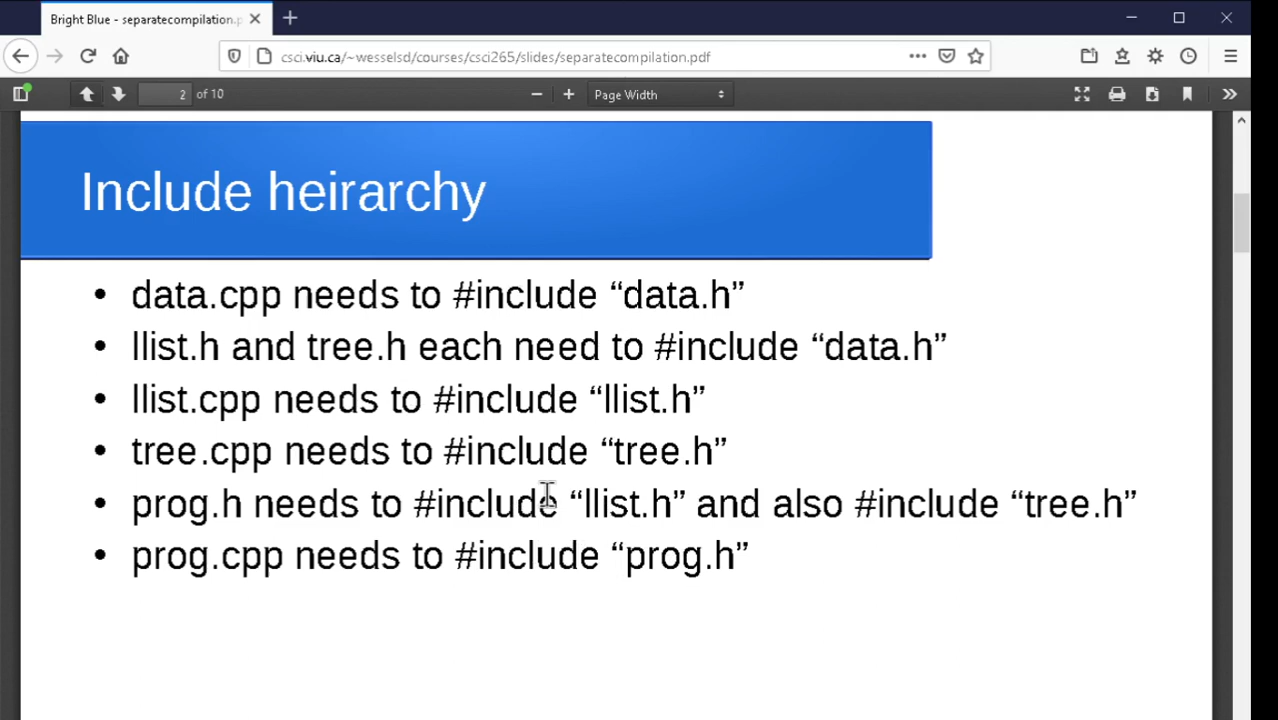 Bright Blue - separatecompilation.p
csci.viu.ca/~wesselsd/courses/csci265/slides/separatecompilation.pdf
2 of 10
Page Width
Include heirarchy
• data.cpp needs to #include “data.h”
• llist.h and tree.h each need to #include “data.h”
• llist.cpp needs to #include “llist.h”
• tree.cpp needs to #include “tree.h”
• prog.h needs to #include “llist.h” and also #include “tree.h”
• prog.cpp needs to #include “prog.h”